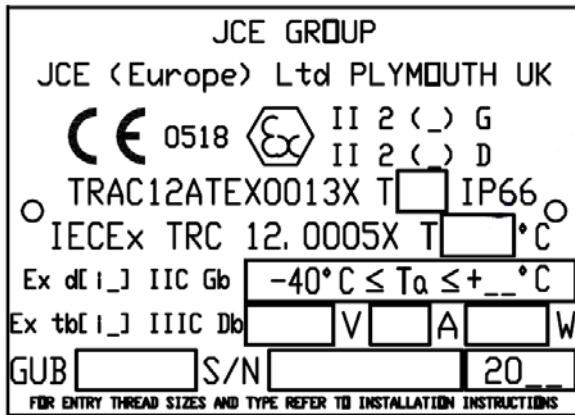 JCE GROUP
JCE (Europe) Ltd PLYMOUTH UK
CE 0518 Ex II 2 (_) G
II 2 (_) D
TRAC12ATEX0013X T IP66
IECEx TRC 12.0005X T °C
Ex d[i_] IIC Gb -40°C ≤ Ta ≤+__°C
Ex tb[i_] IIIC Db V A W
GUB S/N 20__
FOR ENTRY THREAD SIZES AND TYPE REFER TO INSTALLATION INSTRUCTIONS